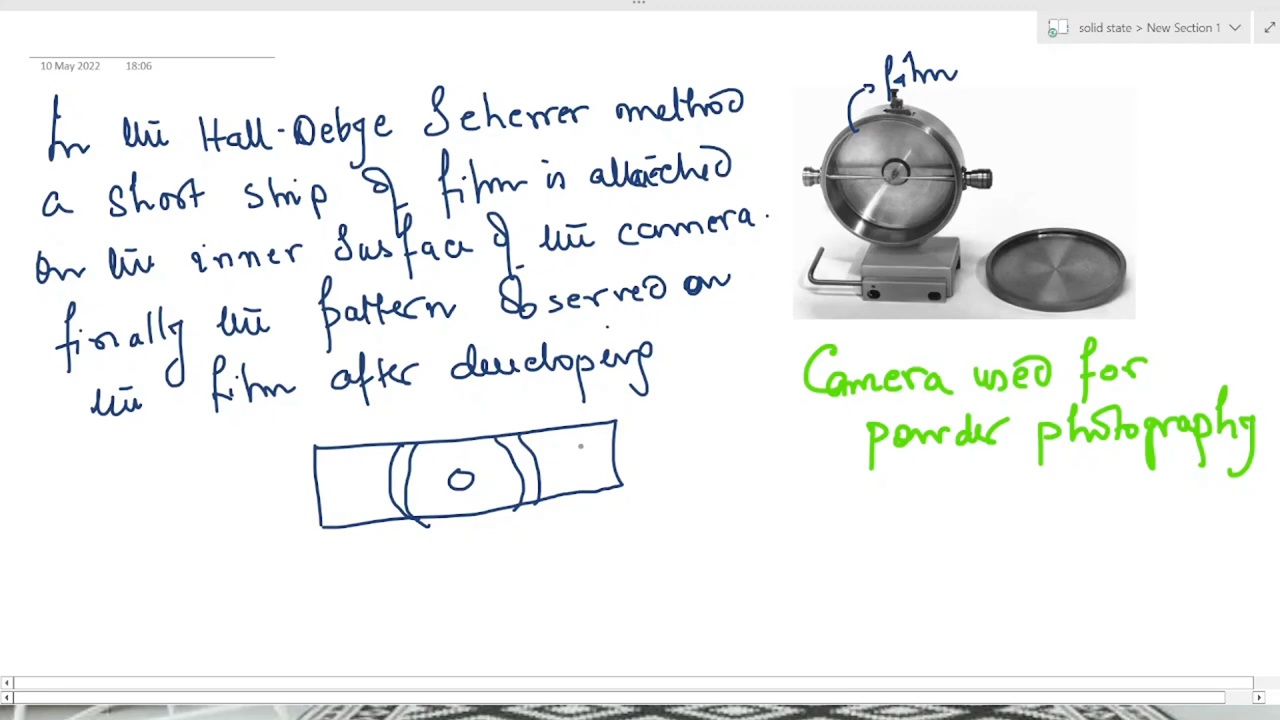 solid state > New Section 1
10 May 2022 18:06
In the Hall-Debye Scherrer method
a short strip of film is attached
on the inner surface of the camera.
finally the pattern observed on
the film after developing
film
Camera used for
powder photography